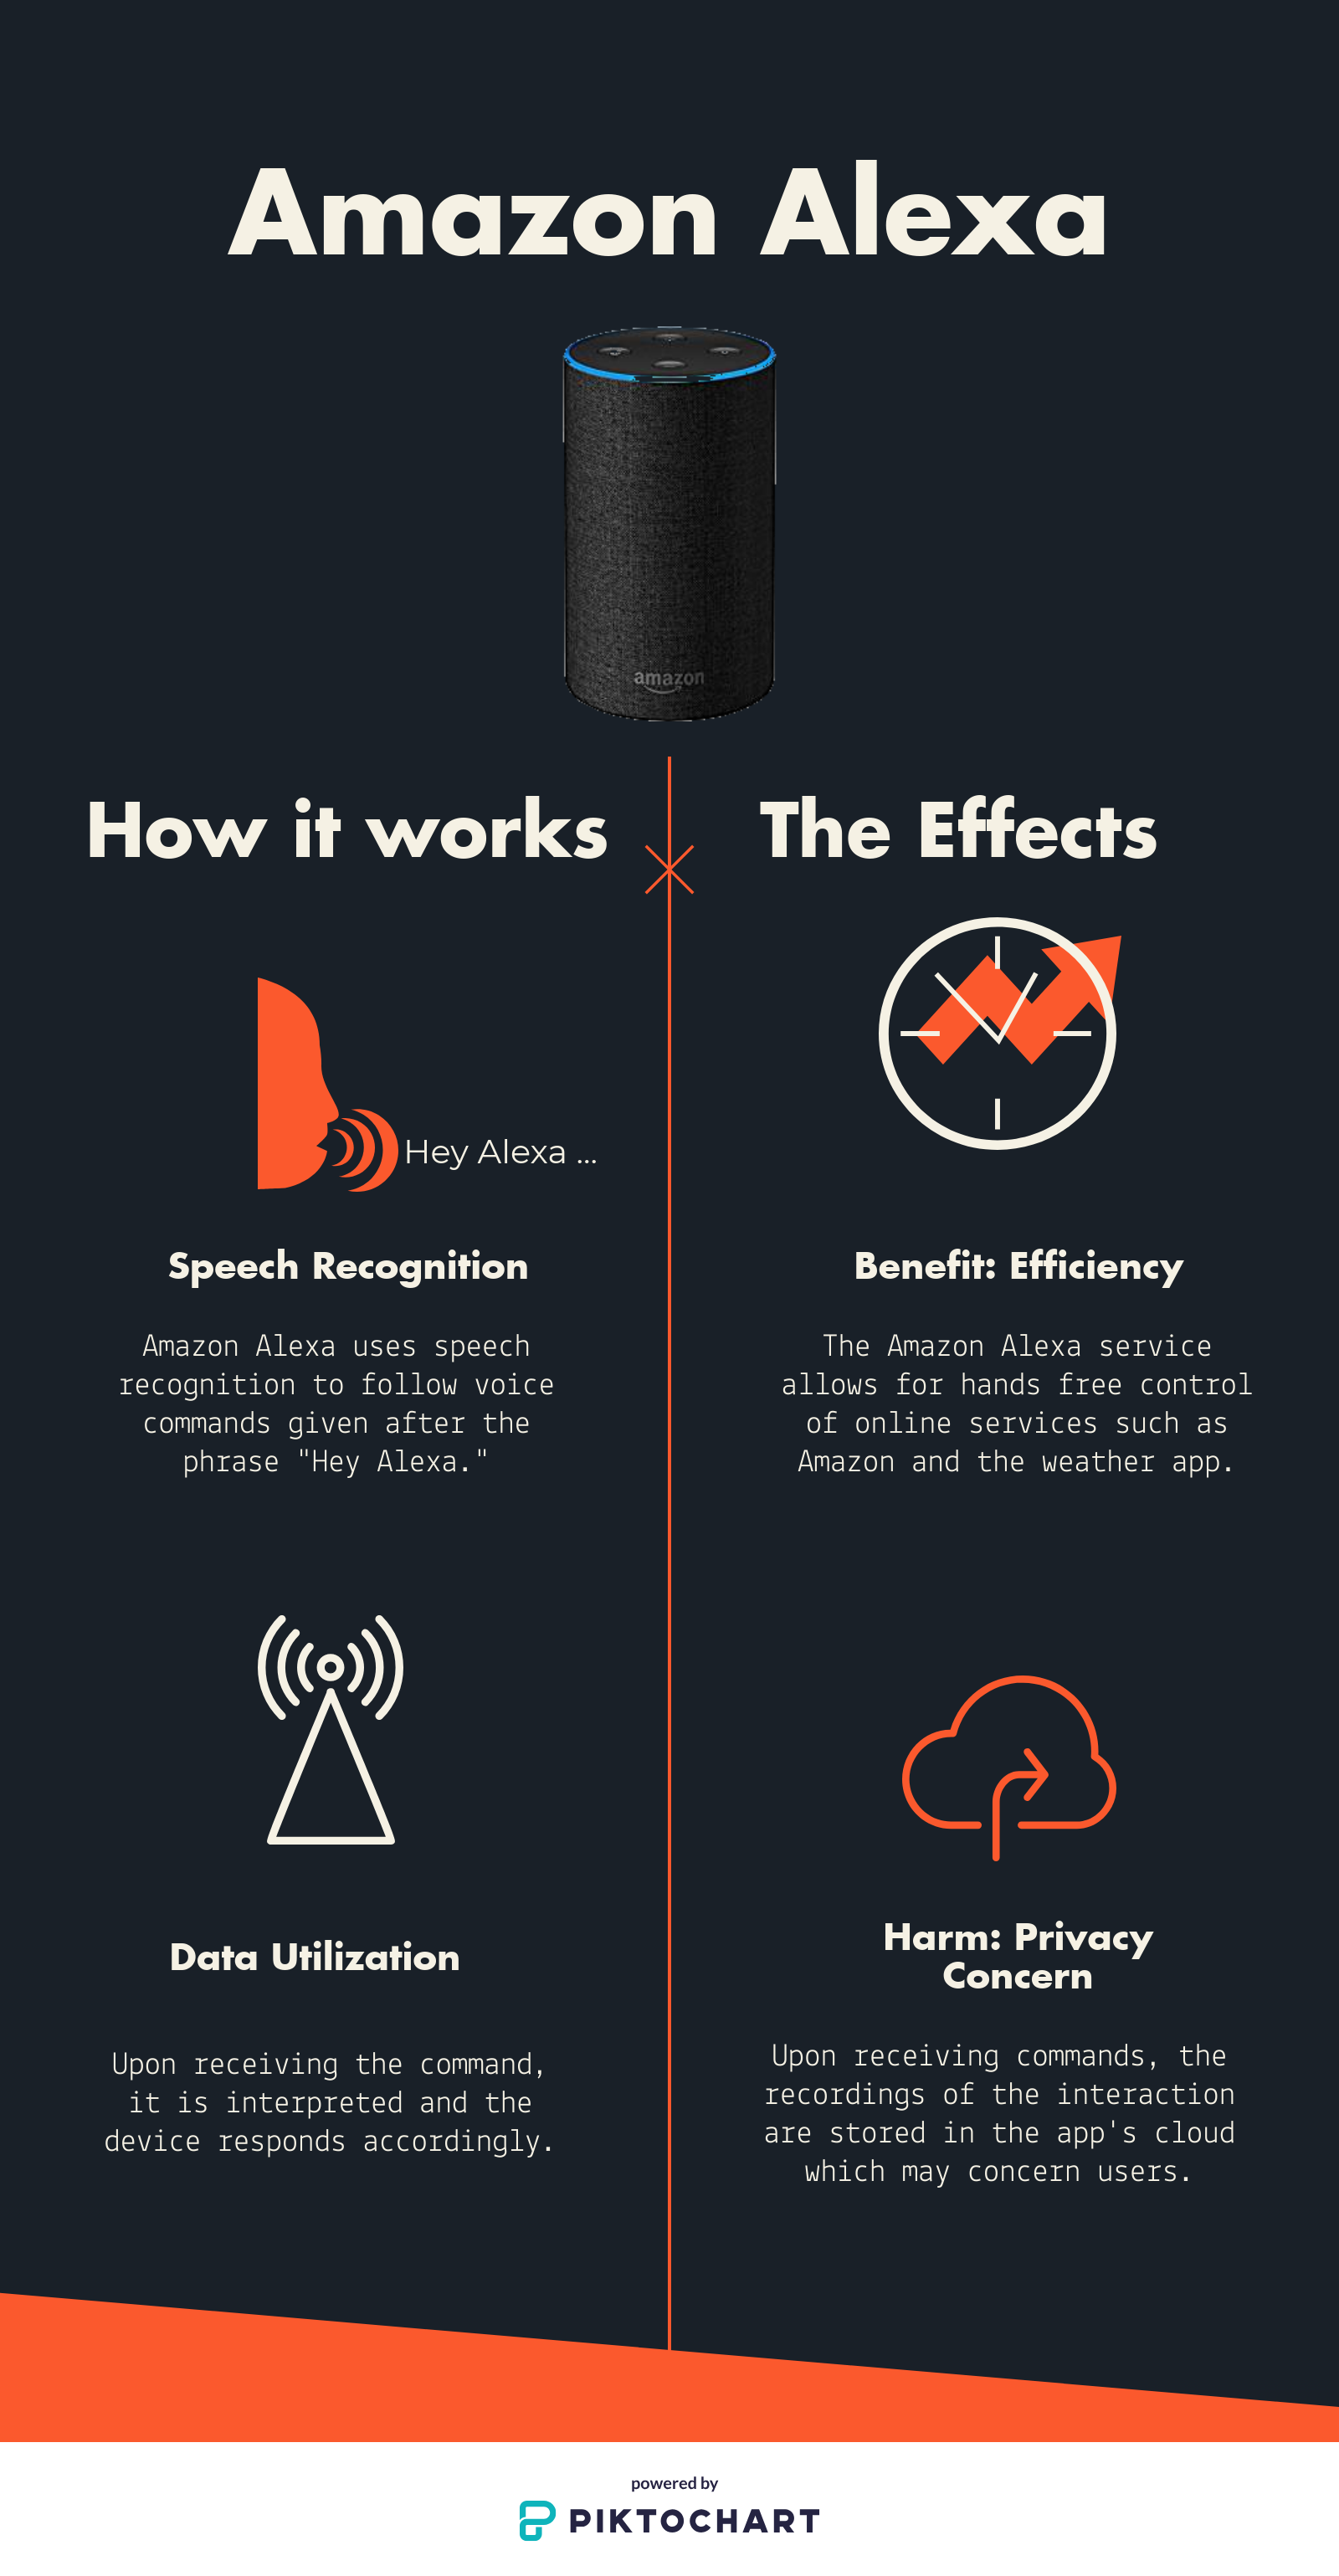 Amazon Alexa
amazon
How it works
Hey Alexa ...
Speech Recognition
Amazon Alexa uses speech
recognition to follow voice
commands given after the
phrase "Hey Alexa."
Data Utilization
Upon receiving the command,
it is interpreted and the
device responds accordingly.
The Effects
Benefit: Efficiency
The Amazon Alexa service
allows for hands free control
of online services such as
Amazon and the weather app.
Harm: Privacy
Concern
Upon receiving commands, the
recordings of the interaction
are stored in the app's cloud
which may concern users.
powered by
PIKTOCHART